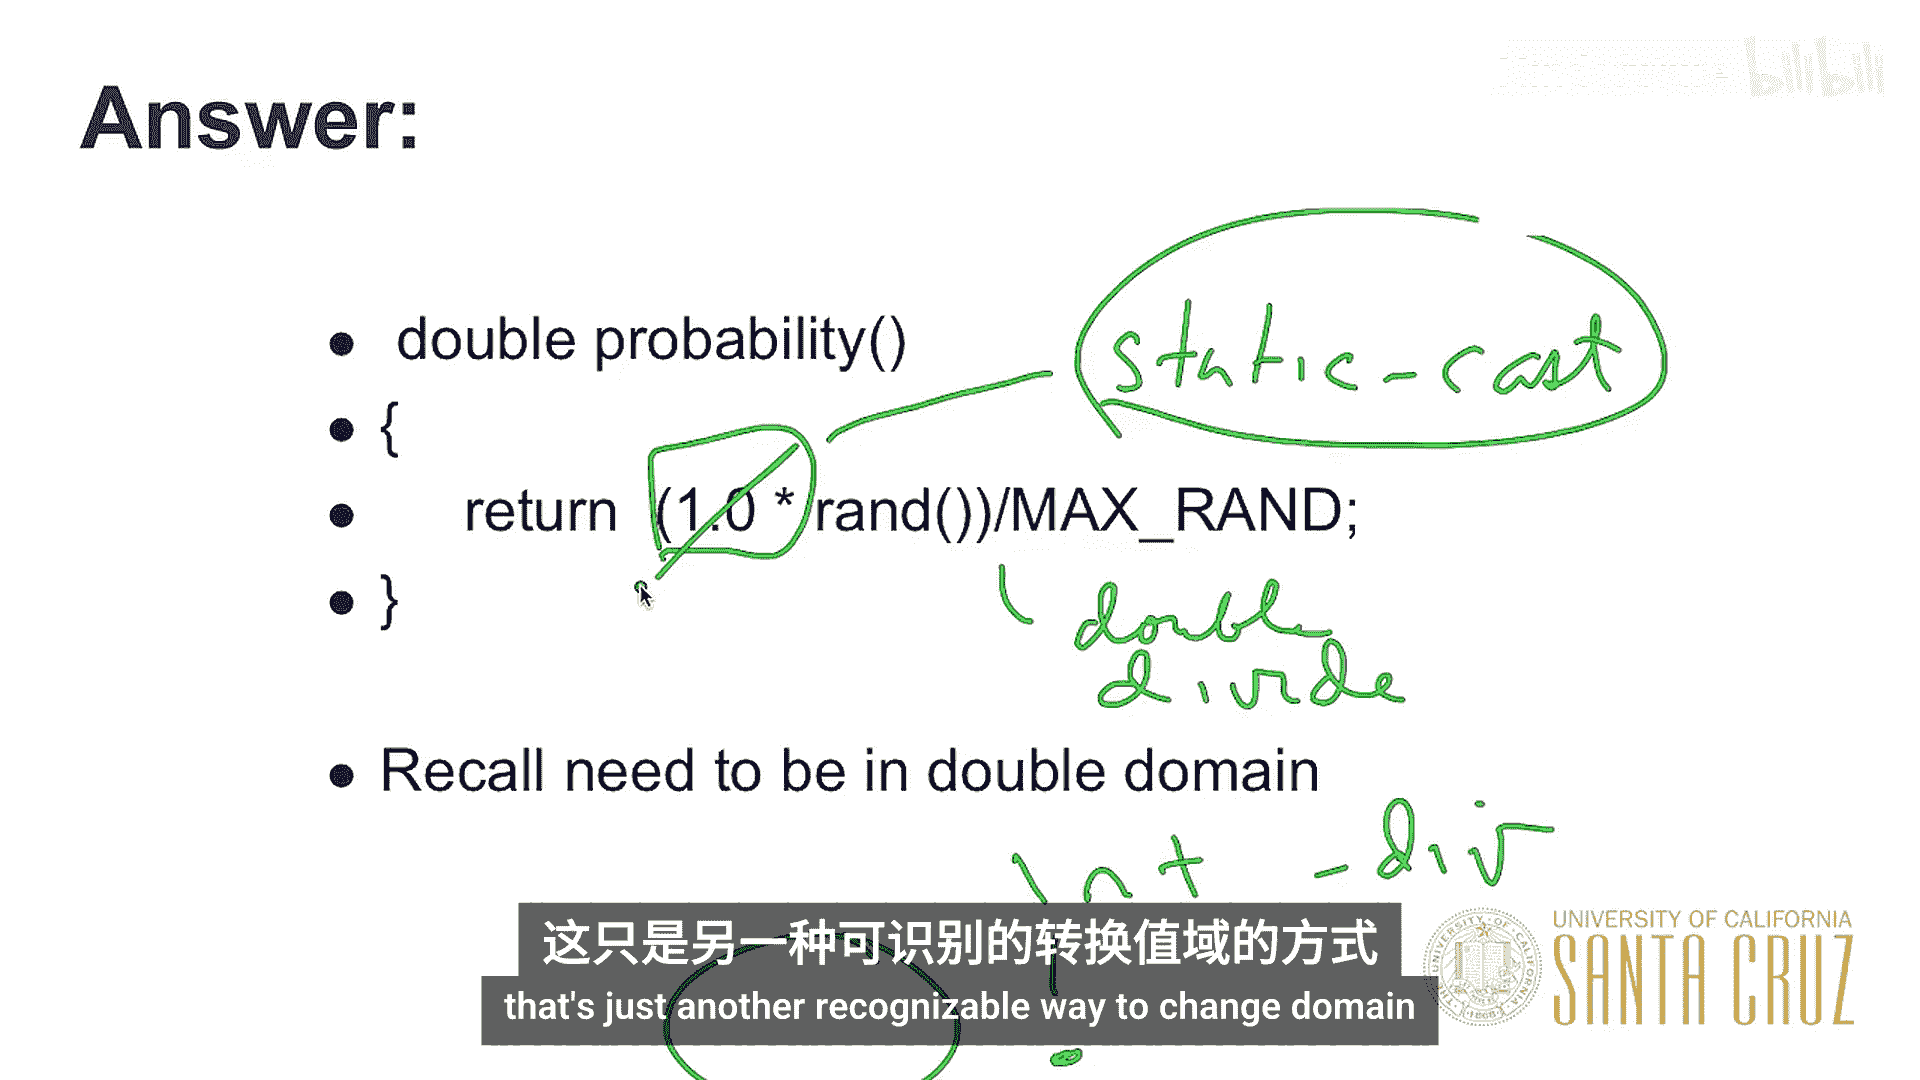 bilibili
Answer:
double probability()
static-cast
{
return (1.0 * rand())/MAX_RAND;
}
double
divide
Recall need to be in double domain
int -div
这只是另一种可识别的转换值域的方式
that's just another recognizable way to change domain
UNIVERSITY OF CALIFORNIA
SANTA CRUZ